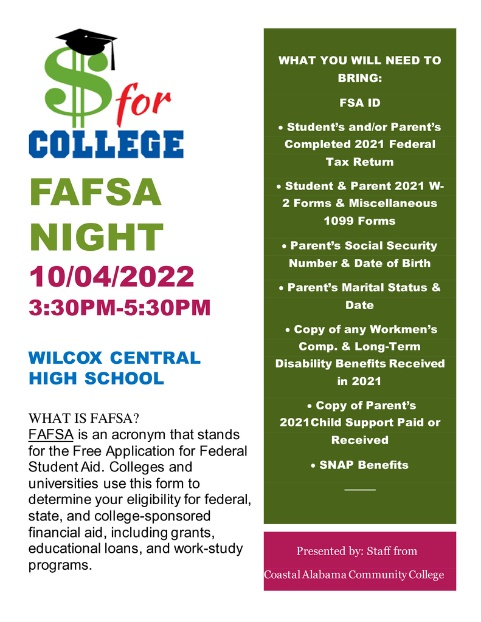 $ for
COLLEGE
FAFSA
NIGHT
10/04/2022
3:30PM-5:30PM
WILCOX CENTRAL
HIGH SCHOOL
WHAT IS FAFSA?
FAFSA is an acronym that stands
for the Free Application for Federal
Student Aid. Colleges and
universities use this form to
determine your eligibility for federal,
state, and college-sponsored
financial aid, including grants,
educational loans, and work-study
programs.
WHAT YOU WILL NEED TO
BRING:
FSA ID
• Student's and/or Parent's
Completed 2021 Federal
Tax Return
• Student & Parent 2021 W-
2 Forms & Miscellaneous
1099 Forms
• Parent's Social Security
Number & Date of Birth
• Parent's Marital Status &
Date
• Copy of any Workmen's
Comp. & Long-Term
Disability Benefits Received
in 2021
• Copy of Parent's
2021Child Support Paid or
Received
• SNAP Benefits
Presented by: Staff from
Coastal Alabama Community College